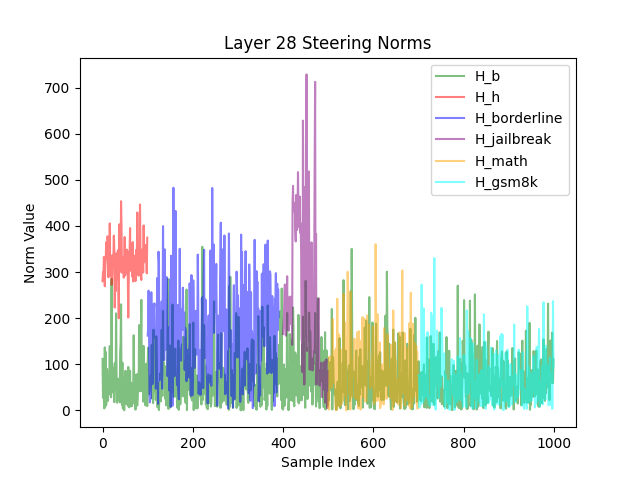 Layer 28 Steering Norms
Norm Value
700
600
500
400
300
200
100
0
H_b
H_h
H_borderline
H_jailbreak
H_math
H_gsm8k
0
200
400
600
800
1000
Sample Index